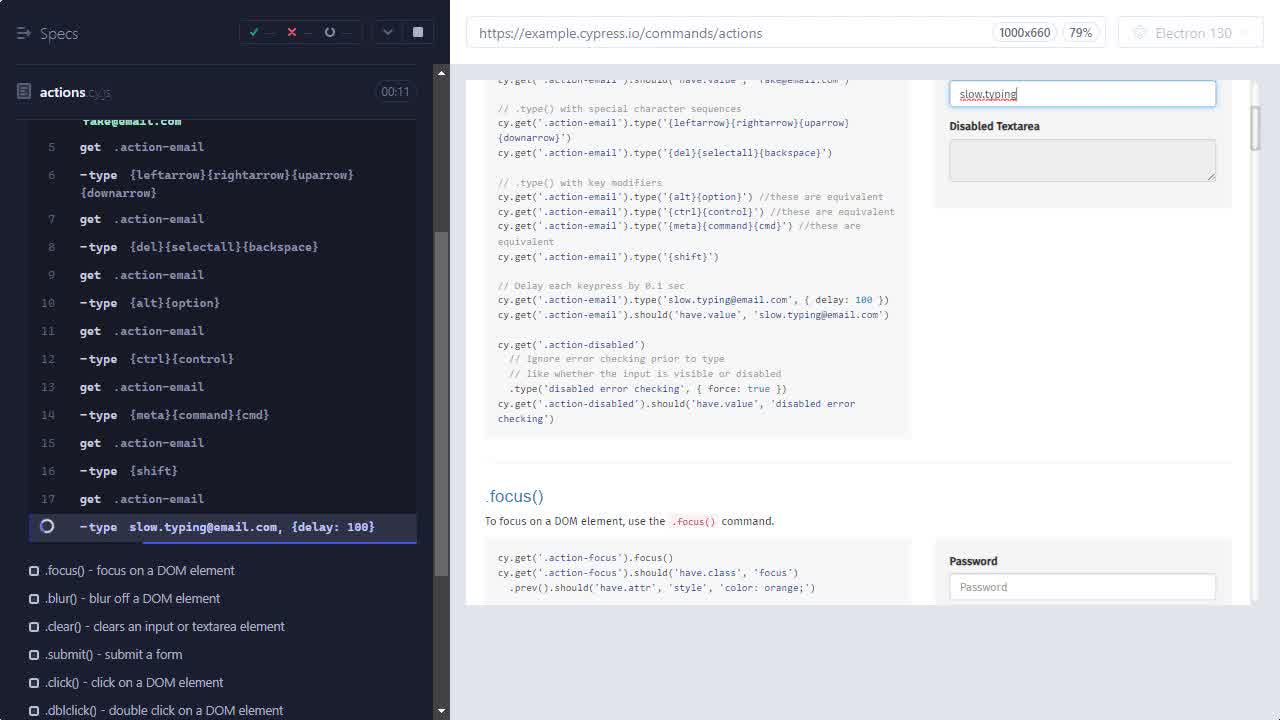 Specs
--
--
--
actions.cy.js
00:11
fake@email.com
5 get .action-email
6 -type {leftarrow}{rightarrow}{uparrow}
{downarrow}
7 get .action-email
8 -type {del}{selectall}{backspace}
9 get .action-email
10 -type {alt}{option}
11 get .action-email
12 -type {ctrl}{control}
13 get .action-email
14 -type {meta}{command}{cmd}
15 get .action-email
16 -type {shift}
17 get .action-email
-type slow.typing@email.com, {delay: 100}
.focus() - focus on a DOM element
.blur() - blur off a DOM element
.clear() - clears an input or textarea element
.submit() - submit a form
.click() - click on a DOM element
.dblclick() - double click on a DOM element
https://example.cypress.io/commands/actions
1000x660
79%
Electron 130
cy.get('.action-email').should('have.value', 'fake@email.com')
// .type() with special character sequences
cy.get('.action-email').type('{leftarrow}{rightarrow}{uparrow}
{downarrow}')
cy.get('.action-email').type('{del}{selectall}{backspace}')
// .type() with key modifiers
cy.get('.action-email').type('{alt}{option}') //these are equivalent
cy.get('.action-email').type('{ctrl}{control}') //these are equivalent
cy.get('.action-email').type('{meta}{command}{cmd}') //these are
equivalent
cy.get('.action-email').type('{shift}')
// Delay each keypress by 0.1 sec
cy.get('.action-email').type('slow.typing@email.com', { delay: 100 })
cy.get('.action-email').should('have.value', 'slow.typing@email.com')
cy.get('.action-disabled')
// Ignore error checking prior to type
// like whether the input is visible or disabled
.type('disabled error checking', { force: true })
cy.get('.action-disabled').should('have.value', 'disabled error
checking')
slow.typing
Disabled Textarea
.focus()
To focus on a DOM element, use the .focus() command.
cy.get('.action-focus').focus()
cy.get('.action-focus').should('have.class', 'focus')
.prev().should('have.attr', 'style', 'color: orange;')
Password
Password